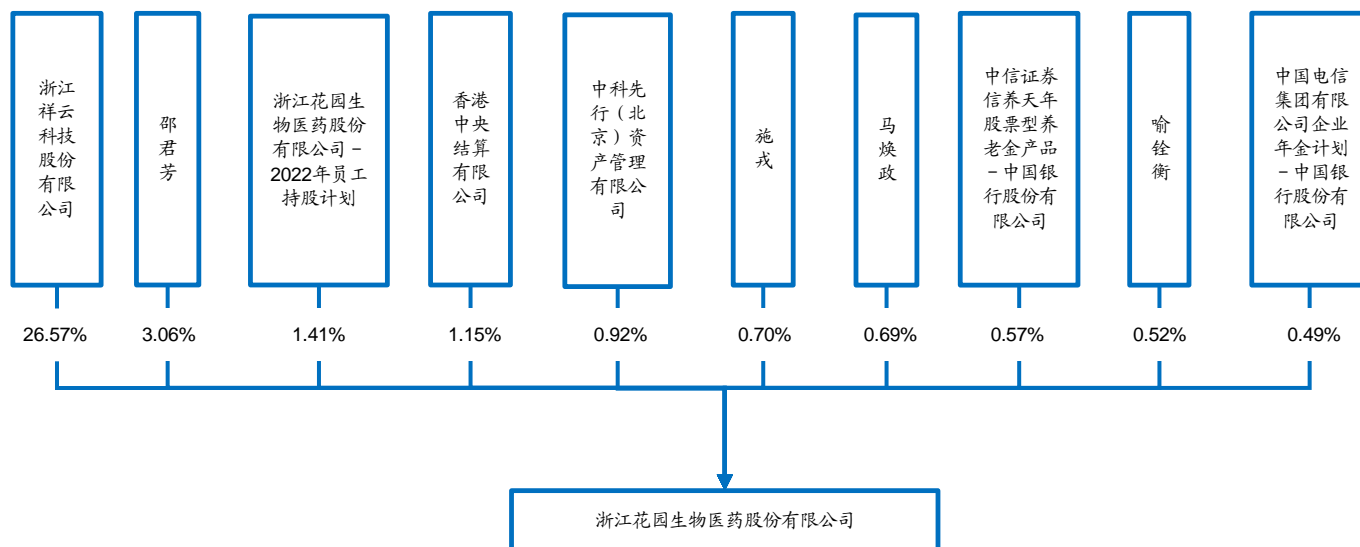 浙江
祥云
科技
股份
有限
公司
邵
君
芳
浙江花园生
物医药股份
有限公司－
2022年员工
持股计划
香港
中央
结算
有限
公司
中科先
行（北
京）资
产管理
有限公
司
施
戎
马
焕
政
中信证券
信养天年
股票型养
老金产品
－中国银
行股份有
限公司
喻
铨
衡
中国电信
集团有限
公司企业
年金计划
－中国银
行股份有
限公司
26.57%
3.06%
1.41%
1.15%
0.92%
0.70%
0.69%
0.57%
0.52%
0.49%
浙江花园生物医药股份有限公司